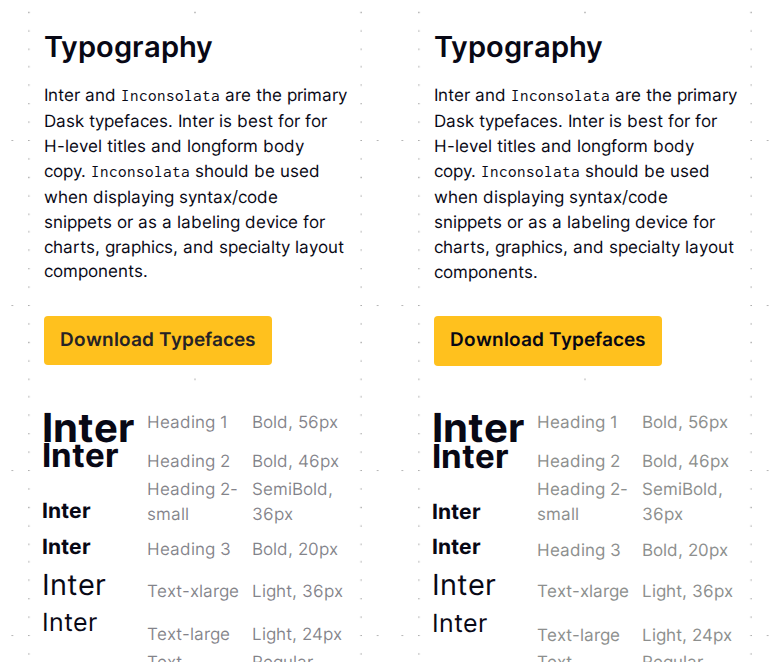 Typography
Inter and Inconsolata are the primary
Dask typefaces. Inter is best for for
H-level titles and longform body
copy. Inconsolata should be used
when displaying syntax/code
snippets or as a labeling device for
charts, graphics, and specialty layout
components.
Download Typefaces
Inter Heading 1 Bold, 56px
Inter Heading 2 Bold, 46px
Inter Heading 2-small SemiBold, 36px
Inter Heading 3 Bold, 20px
Inter Text-xlarge Light, 36px
Inter Text-large Light, 24px
Typography
Inter and Inconsolata are the primary
Dask typefaces. Inter is best for for
H-level titles and longform body
copy. Inconsolata should be used
when displaying syntax/code
snippets or as a labeling device for
charts, graphics, and specialty layout
components.
Download Typefaces
Inter Heading 1 Bold, 56px
Inter Heading 2 Bold, 46px
Inter Heading 2-small SemiBold, 36px
Inter Heading 3 Bold, 20px
Inter Text-xlarge Light, 36px
Inter Text-large Light, 24px